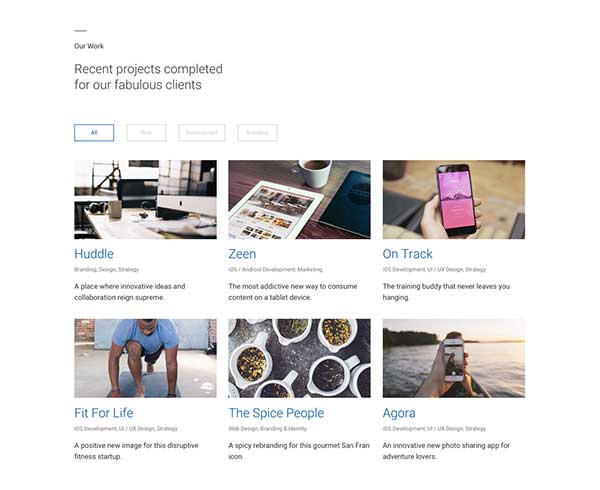 Our Work
Recent projects completed
for our fabulous clients
All
Web
Development
Branding
Huddle
Branding, Design, Strategy
A place where innovative ideas and
collaboration reign supreme.
Zeen
iOS / Android Development, Marketing
The most addictive new way to consume
content on a tablet device.
On Track
iOS Development, UI / UX Design, Strategy
The training buddy that never leaves you
hanging.
Fit For Life
iOS Development, UI / UX Design, Strategy
A positive new image for this disruptive
fitness startup.
The Spice People
Web Design, Branding & Identity
A spicy rebranding for this gourmet San Fran
icon.
Agora
iOS Development, UI / UX Design, Strategy
An innovative new photo sharing app for
adventure lovers.